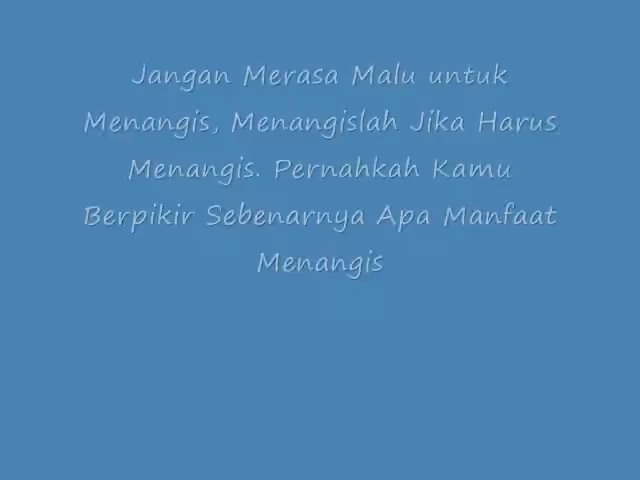 Jangan Merasa Malu untuk
Menangis, Menangislah Jika Harus
Menangis. Pernahkah Kamu
Berpikir Sebenarnya Apa Manfaat
Menangis